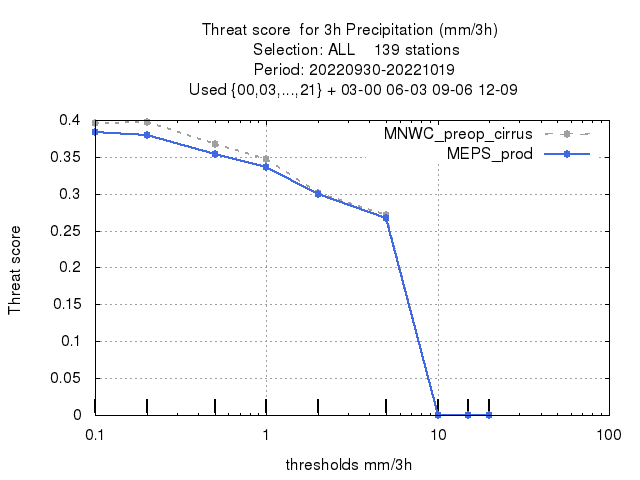 Threat score  for 3h Precipitation (mm/3h)
Selection: ALL    139 stations
Period: 20220930-20221019
Used {00,03,...,21} + 03-00 06-03 09-06 12-09
MNWC_preop_cirrus
MEPS_prod
Threat score
0.4
0.35
0.3
0.25
0.2
0.15
0.1
0.05
0
0.1 1 10 100
thresholds mm/3h